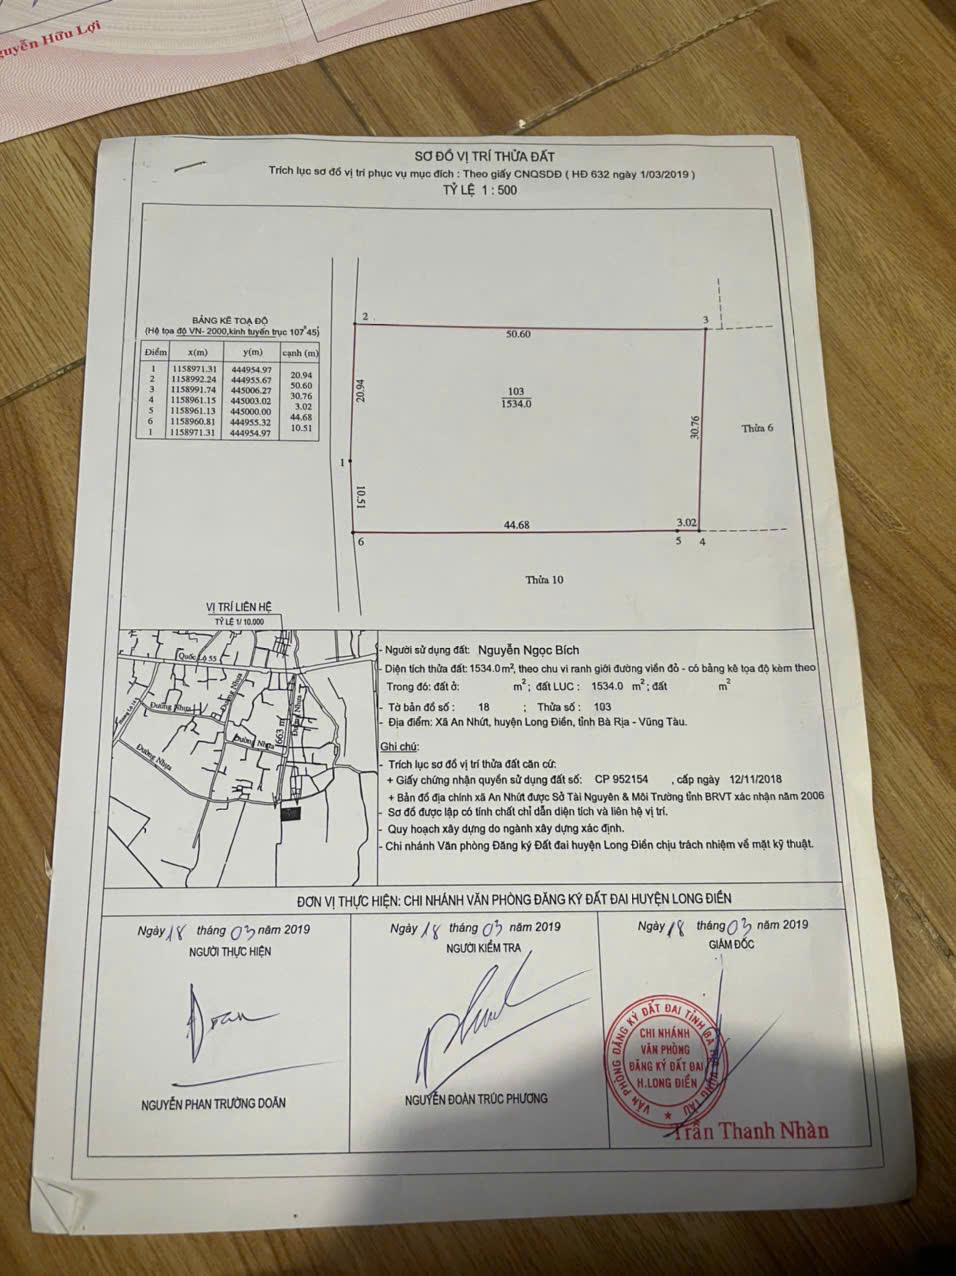 Nguyễn Hữu Lợi
SƠ ĐỒ VỊ TRÍ THỬA ĐẤT
Trích lục sơ đồ vị trí phục vụ mục đích : Theo giấy CNQSDĐ ( HĐ 632 ngày 1/03/2019 )
TỶ LỆ 1 : 500
BẢNG KÊ TOẠ ĐỘ
(Hệ tọa độ VN- 2000,kinh tuyến trục 107°45')
Điểm x(m) y(m) cạnh (m)
1 1158971.31 444954.97
20.94
2 1158992.24 444955.67
50.60
3 1158991.74 445006.27
30.76
4 1158961.15 445003.02
3.02
5 1158961.13 445000.00
44.68
6 1158960.81 444955.32
10.51
1 1158971.31 444954.97
2
3
50.60
20.94
103
1534.0
30.76
Thửa 6
1
10.51
44.68
3.02
6
5
4
Thửa 10
VỊ TRÍ LIÊN HỆ
TỶ LỆ 1/ 10.000
Quốc Lộ 55
Đường Nhựa
Đường Nhựa
Đường Nhựa
Đường Nhựa
Đường Nhựa
663 m
- Người sử dụng đất: Nguyễn Ngọc Bích
- Diện tích thửa đất: 1534.0 m², theo chu vi ranh giới đường viền đỏ - có bảng kê tọa độ kèm theo
Trong đó: đất ở: m² ; đất LUC : 1534.0 m² ; đất m²
- Tờ bản đồ số : 18 ; Thửa số : 103
- Địa điểm: Xã An Nhứt, huyện Long Điền, tỉnh Bà Rịa - Vũng Tàu.
Ghi chú:
- Trích lục sơ đồ vị trí thửa đất căn cứ:
+ Giấy chứng nhận quyền sử dụng đất số: CP 952154 , cấp ngày 12/11/2018
+ Bản đồ địa chính xã An Nhứt được Sở Tài Nguyên & Môi Trường tỉnh BRVT xác nhận năm 2006
- Sơ đồ được lập có tính chất chỉ dẫn diện tích và liên hệ vị trí.
- Quy hoạch xây dựng do ngành xây dựng xác định.
- Chi nhánh Văn phòng Đăng ký Đất đai huyện Long Điền chịu trách nhiệm về mặt kỹ thuật.
ĐƠN VỊ THỰC HIỆN: CHI NHÁNH VĂN PHÒNG ĐĂNG KÝ ĐẤT ĐAI HUYỆN LONG ĐIỀN
Ngày 18 tháng 03 năm 2019
NGƯỜI THỰC HIỆN
Doan
NGUYỄN PHAN TRƯỜNG DOÃN
Ngày 18 tháng 03 năm 2019
NGƯỜI KIỂM TRA
NGUYỄN ĐOÀN TRÚC PHƯƠNG
Ngày 18 tháng 03 năm 2019
GIÁM ĐỐC
VĂN PHÒNG ĐĂNG KÝ ĐẤT ĐAI TỈNH BÀ RỊA VŨNG TÀU
CHI NHÁNH
VĂN PHÒNG
ĐĂNG KÝ ĐẤT ĐAI
H.LONG ĐIỀN
Trần Thanh Nhàn